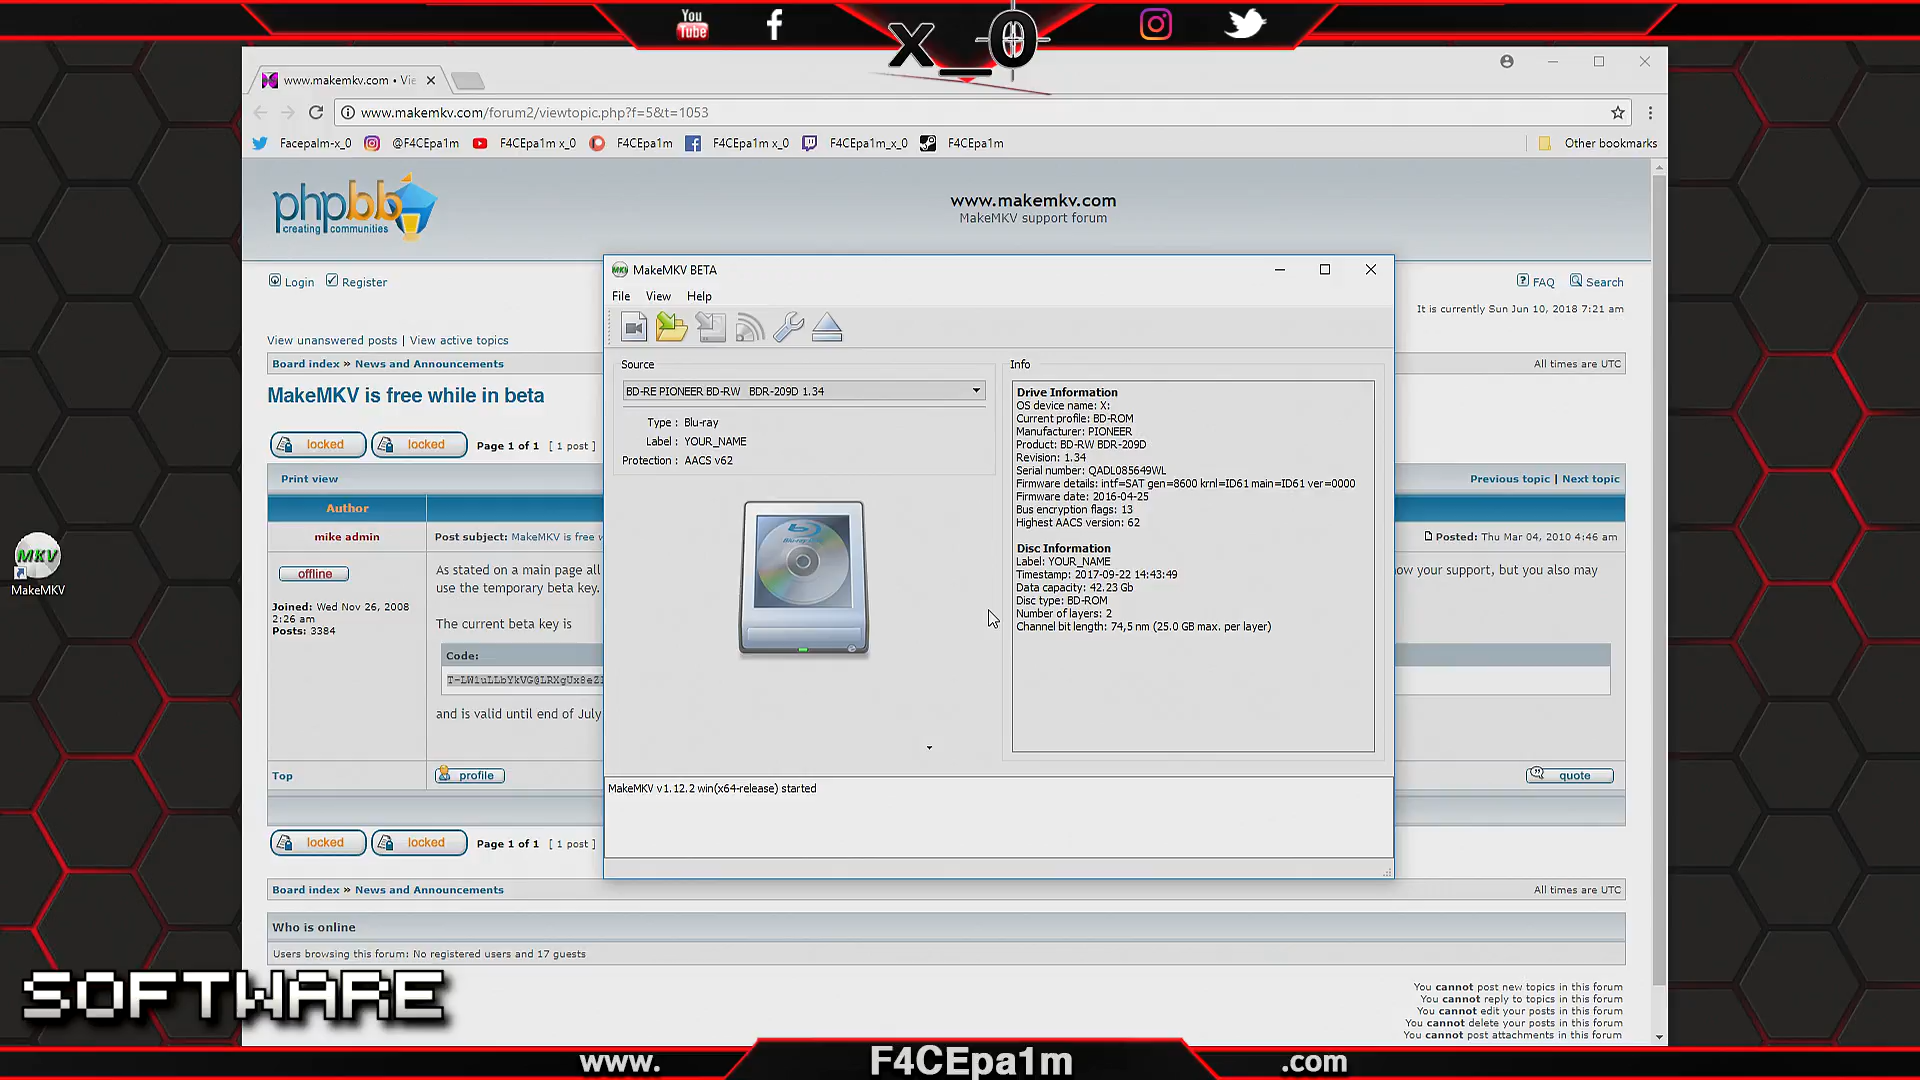 You
Tube
X_0
www.makemkv.com • Vie
www.makemkv.com/forum2/viewtopic.php?f=5&t=1053
Facepalm-x_0
@F4CEpa1m
F4CEpa1m x_0
F4CEpa1m
F4CEpa1m x_0
F4CEpa1m_x_0
F4CEpa1m
Other bookmarks
phpbb
creating communities
www.makemkv.com
MakeMKV support forum
Login
Register
FAQ
Search
It is currently Sun Jun 10, 2018 7:21 am
View unanswered posts | View active topics
Board index » News and Announcements
All times are UTC
MakeMKV is free while in beta
locked
locked
Page 1 of 1 [ 1 post ]
Print view
Previous topic | Next topic
Author
mike admin
Post subject: MakeMKV is free w
Posted: Thu Mar 04, 2010 4:46 am
offline
Joined: Wed Nov 26, 2008
2:26 am
Posts: 3384
As stated on a main page all
ow your support, but you also may
use the temporary beta key.
The current beta key is
Code:
and is valid until end of July
Top
profile
quote
locked
locked
Page 1 of 1 [ 1 post ]
Board index » News and Announcements
All times are UTC
Who is online
Users browsing this forum: No registered users and 17 guests
You cannot post new topics in this forum
You cannot reply to topics in this forum
You cannot edit your posts in this forum
You cannot delete your posts in this forum
You cannot post attachments in this forum
MKV
MakeMKV BETA
File View Help
Source
BD-RE PIONEER BD-RW BDR-209D 1.34
Type : Blu-ray
Label : YOUR_NAME
Protection : AACS v62
Info
Drive Information
OS device name: X:
Current profile: BD-ROM
Manufacturer: PIONEER
Product: BD-RW BDR-209D
Revision: 1.34
Serial number: QADL085649WL
Firmware details: intf=SAT gen=8600 krnl=ID61 main=ID61 ver=0000
Firmware date: 2016-04-25
Bus encryption flags: 13
Highest AACS version: 62
Disc Information
Label: YOUR_NAME
Timestamp: 2017-09-22 14:43:49
Data capacity: 42.23 Gb
Disc type: BD-ROM
Number of layers: 2
Channel bit length: 74,5 nm (25.0 GB max. per layer)
MakeMKV v1.12.2 win(x64-release) started
MKV
MakeMKV
SOFTWARE
www.
F4CEpa1m
.com